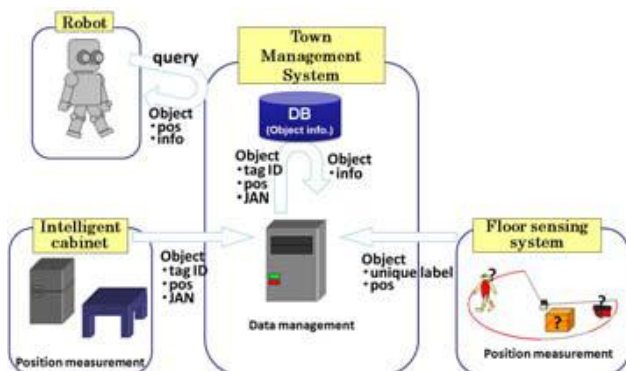 Robot
query
Object
・pos
・info
Town
Management
System
DB
(Object info.)
Object
・tag ID
・pos
・JAN
Object
・info
Intelligent
cabinet
Object
・tag ID
・pos
・JAN
Position measurement
Data management
Floor sensing
system
Object
・unique label
・pos
?
?
?
Position measurement